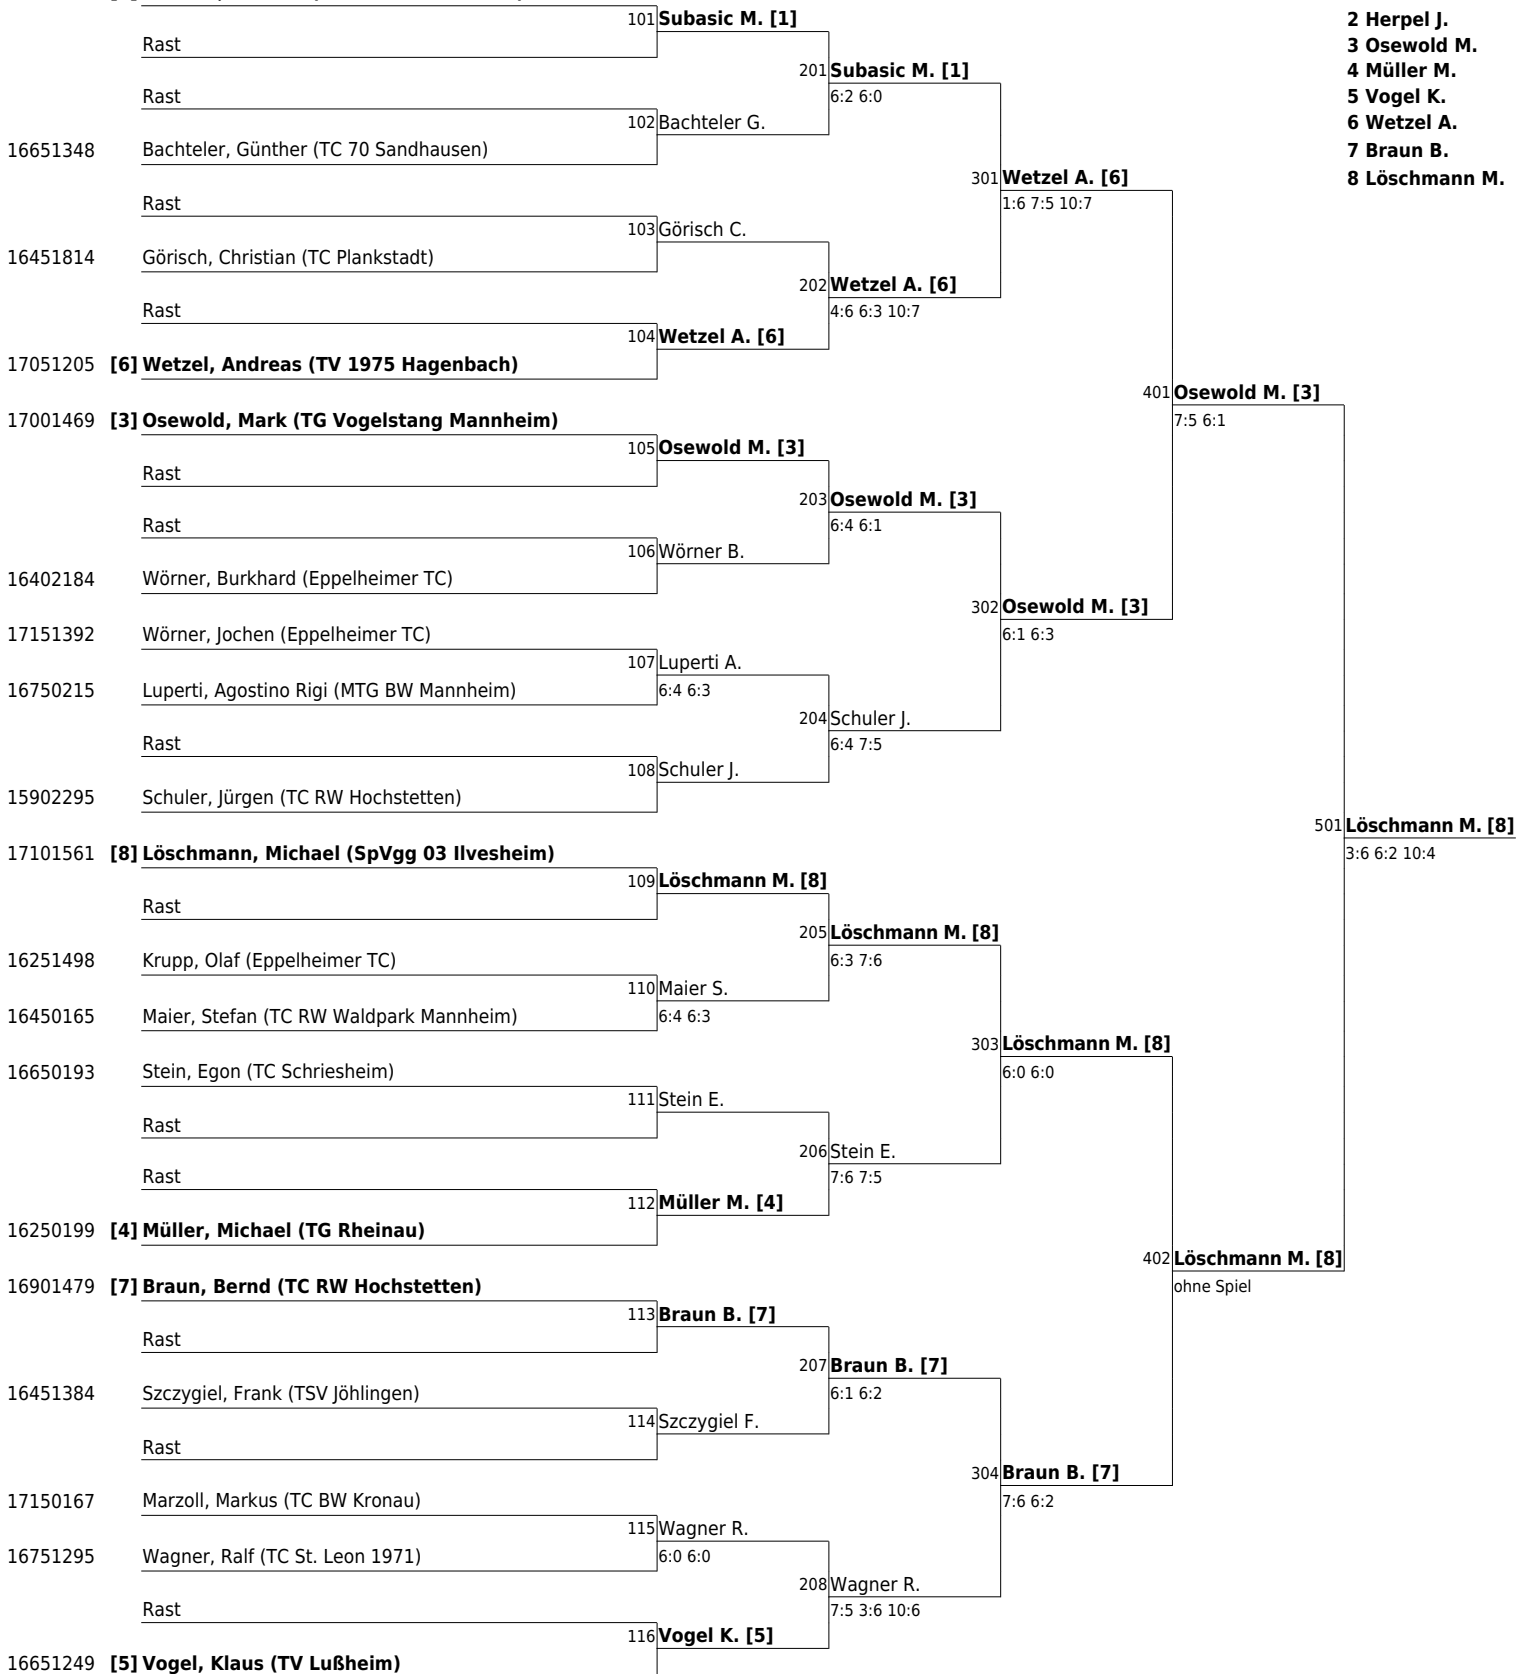 101 Subasic M. [1]
2 Herpel J.
Rast
3 Osewold M.
201 Subasic M. [1]
4 Müller M.
Rast
6:2 6:0
5 Vogel K.
102 Bachteler G.
6 Wetzel A.
16651348 Bachteler, Günther (TC 70 Sandhausen)
7 Braun B.
301 Wetzel A. [6]
8 Löschmann M.
Rast
1:6 7:5 10:7
103 Görisch C.
16451814 Görisch, Christian (TC Plankstadt)
202 Wetzel A. [6]
Rast
4:6 6:3 10:7
104 Wetzel A. [6]
17051205 [6] Wetzel, Andreas (TV 1975 Hagenbach)
401 Osewold M. [3]
17001469 [3] Osewold, Mark (TG Vogelstang Mannheim)
7:5 6:1
105 Osewold M. [3]
Rast
203 Osewold M. [3]
Rast
6:4 6:1
106 Wörner B.
16402184 Wörner, Burkhard (Eppelheimer TC)
302 Osewold M. [3]
17151392 Wörner, Jochen (Eppelheimer TC)
6:1 6:3
107 Luperti A.
16750215 Luperti, Agostino Rigi (MTG BW Mannheim)
6:4 6:3
204 Schuler J.
Rast
6:4 7:5
108 Schuler J.
15902295 Schuler, Jürgen (TC RW Hochstetten)
501 Löschmann M. [8]
17101561 [8] Löschmann, Michael (SpVgg 03 Ilvesheim)
3:6 6:2 10:4
109 Löschmann M. [8]
Rast
205 Löschmann M. [8]
16251498 Krupp, Olaf (Eppelheimer TC)
6:3 7:6
110 Maier S.
16450165 Maier, Stefan (TC RW Waldpark Mannheim)
6:4 6:3
303 Löschmann M. [8]
16650193 Stein, Egon (TC Schriesheim)
6:0 6:0
111 Stein E.
Rast
206 Stein E.
Rast
7:6 7:5
112 Müller M. [4]
16250199 [4] Müller, Michael (TG Rheinau)
402 Löschmann M. [8]
16901479 [7] Braun, Bernd (TC RW Hochstetten)
ohne Spiel
113 Braun B. [7]
Rast
207 Braun B. [7]
16451384 Szczygiel, Frank (TSV Jöhlingen)
6:1 6:2
114 Szczygiel F.
Rast
304 Braun B. [7]
17150167 Marzoll, Markus (TC BW Kronau)
7:6 6:2
115 Wagner R.
16751295 Wagner, Ralf (TC St. Leon 1971)
6:0 6:0
208 Wagner R.
Rast
7:5 3:6 10:6
116 Vogel K. [5]
16651249 [5] Vogel, Klaus (TV Lußheim)